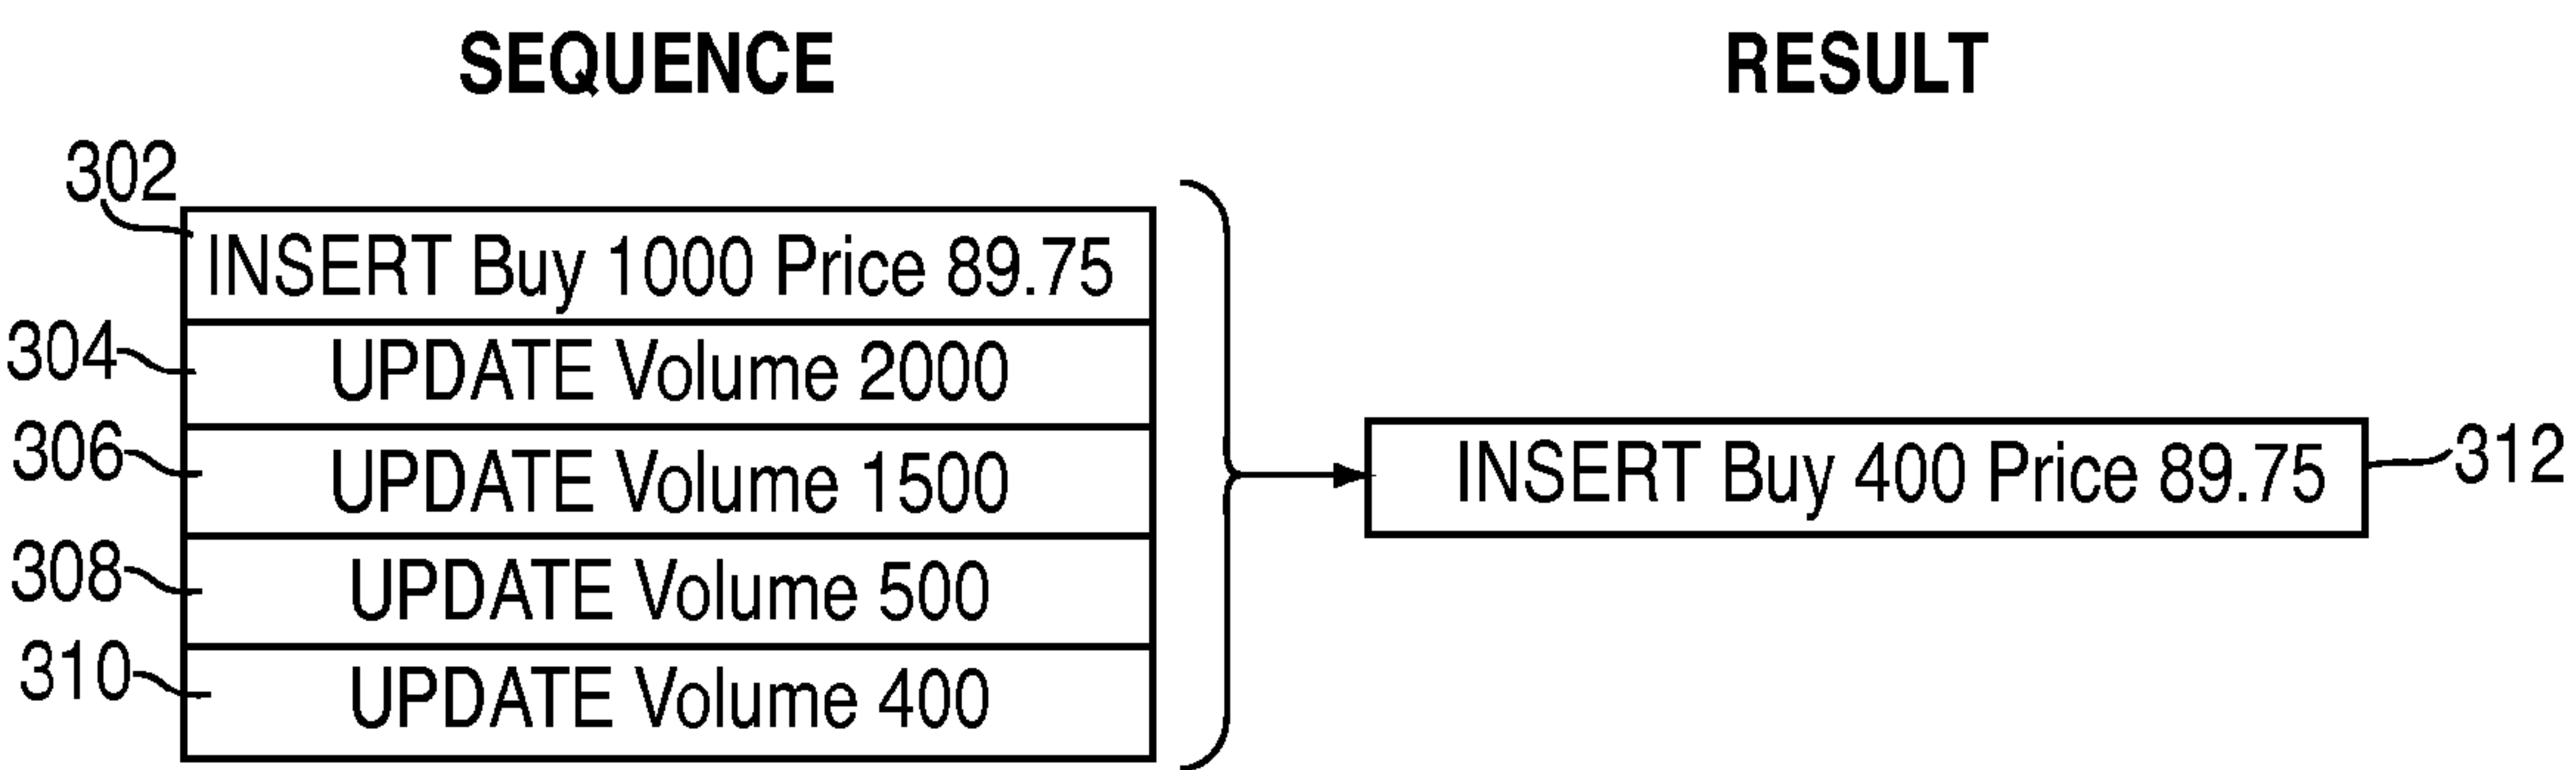 SEQUENCE RESULT
302
INSERT Buy 1000 Price 89.75
304 UPDATE Volume 2000
306 UPDATE Volume 1500
INSERT Buy 400 Price 89.75 312
308 UPDATE Volume 500
310 UPDATE Volume 400